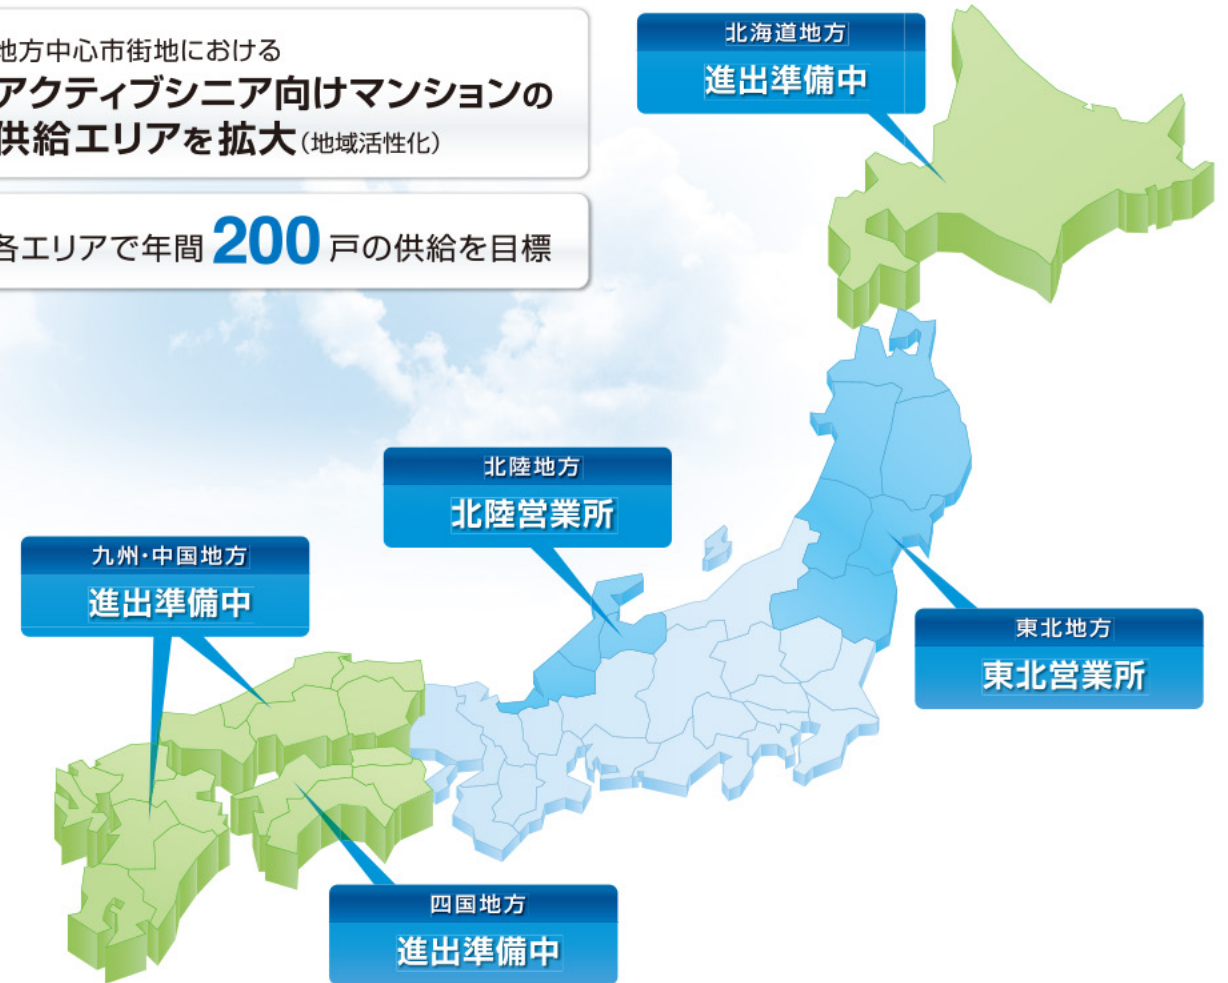 地方中心市街地における
アクティブシニア向けマンションの
供給エリアを拡大(地域活性化)
各エリアで年間 200 戸の供給を目標
北海道地方
進出準備中
北陸地方
北陸営業所
九州・中国地方
進出準備中
東北地方
東北営業所
四国地方
進出準備中